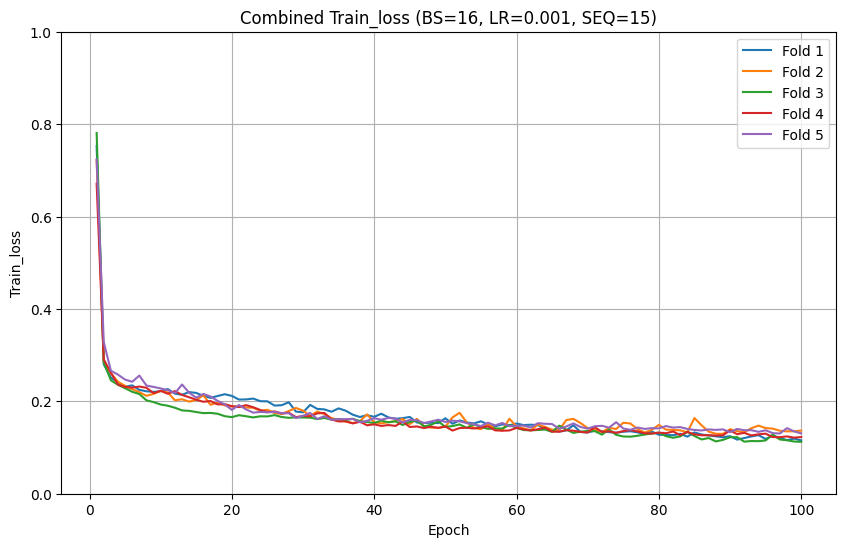 Combined Train_loss (BS=16, LR=0.001, SEQ=15)
1.0
0.8
0.6
0.4
0.2
0.0
Train_loss
0
20
40
60
80
100
Epoch
Fold 1
Fold 2
Fold 3
Fold 4
Fold 5